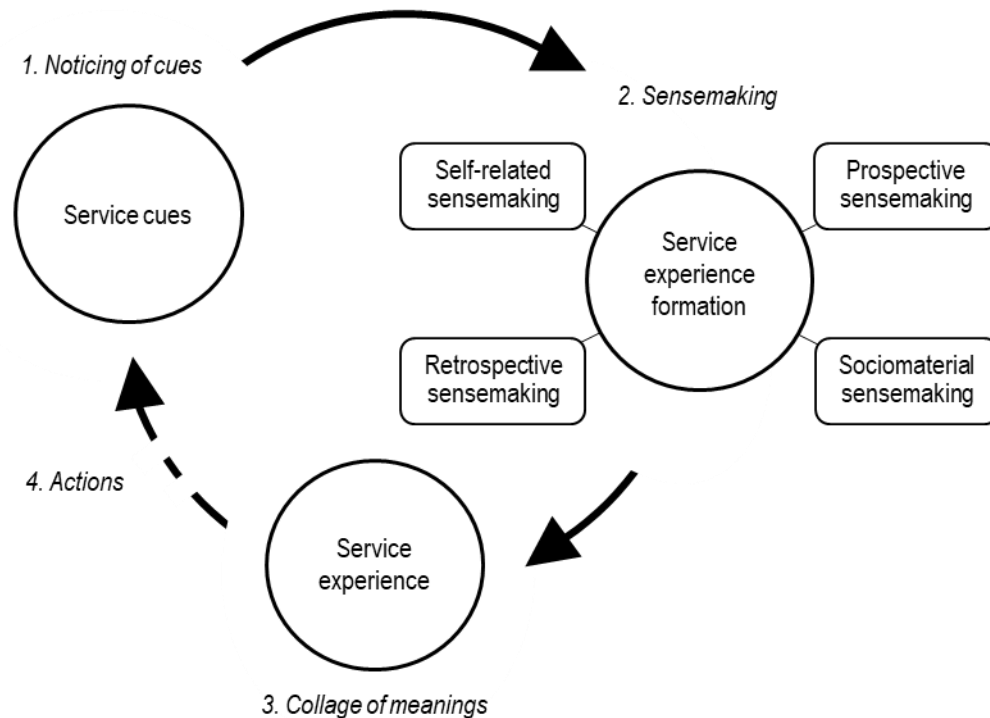 1. Noticing of cues
Service cues
2. Sensemaking
Self-related
sensemaking
Prospective
sensemaking
Service
experience
formation
Retrospective
sensemaking
Sociomaterial
sensemaking
Service
experience
3. Collage of meanings
4. Actions